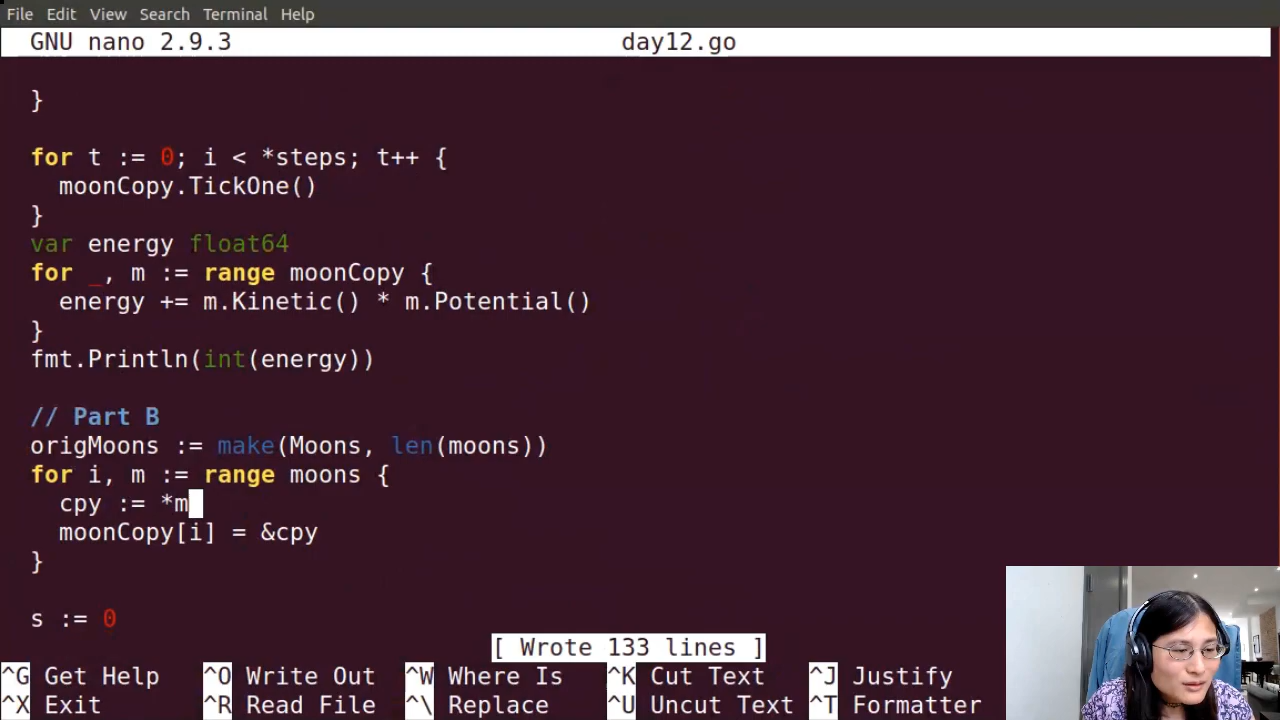 File Edit View Search Terminal Help
GNU nano 2.9.3 day12.go
}
for t := 0; i < *steps; t++ {
moonCopy.TickOne()
}
var energy float64
for _, m := range moonCopy {
energy += m.Kinetic() * m.Potential()
}
fmt.Println(int(energy))
// Part B
origMoons := make(Moons, len(moons))
for i, m := range moons {
cpy := *m
moonCopy[i] = &cpy
}
s := 0
[ Wrote 133 lines ]
^G Get Help ^O Write Out ^W Where Is ^K Cut Text ^J Justify
^X Exit ^R Read File ^\ Replace ^U Uncut Text ^T Formatter